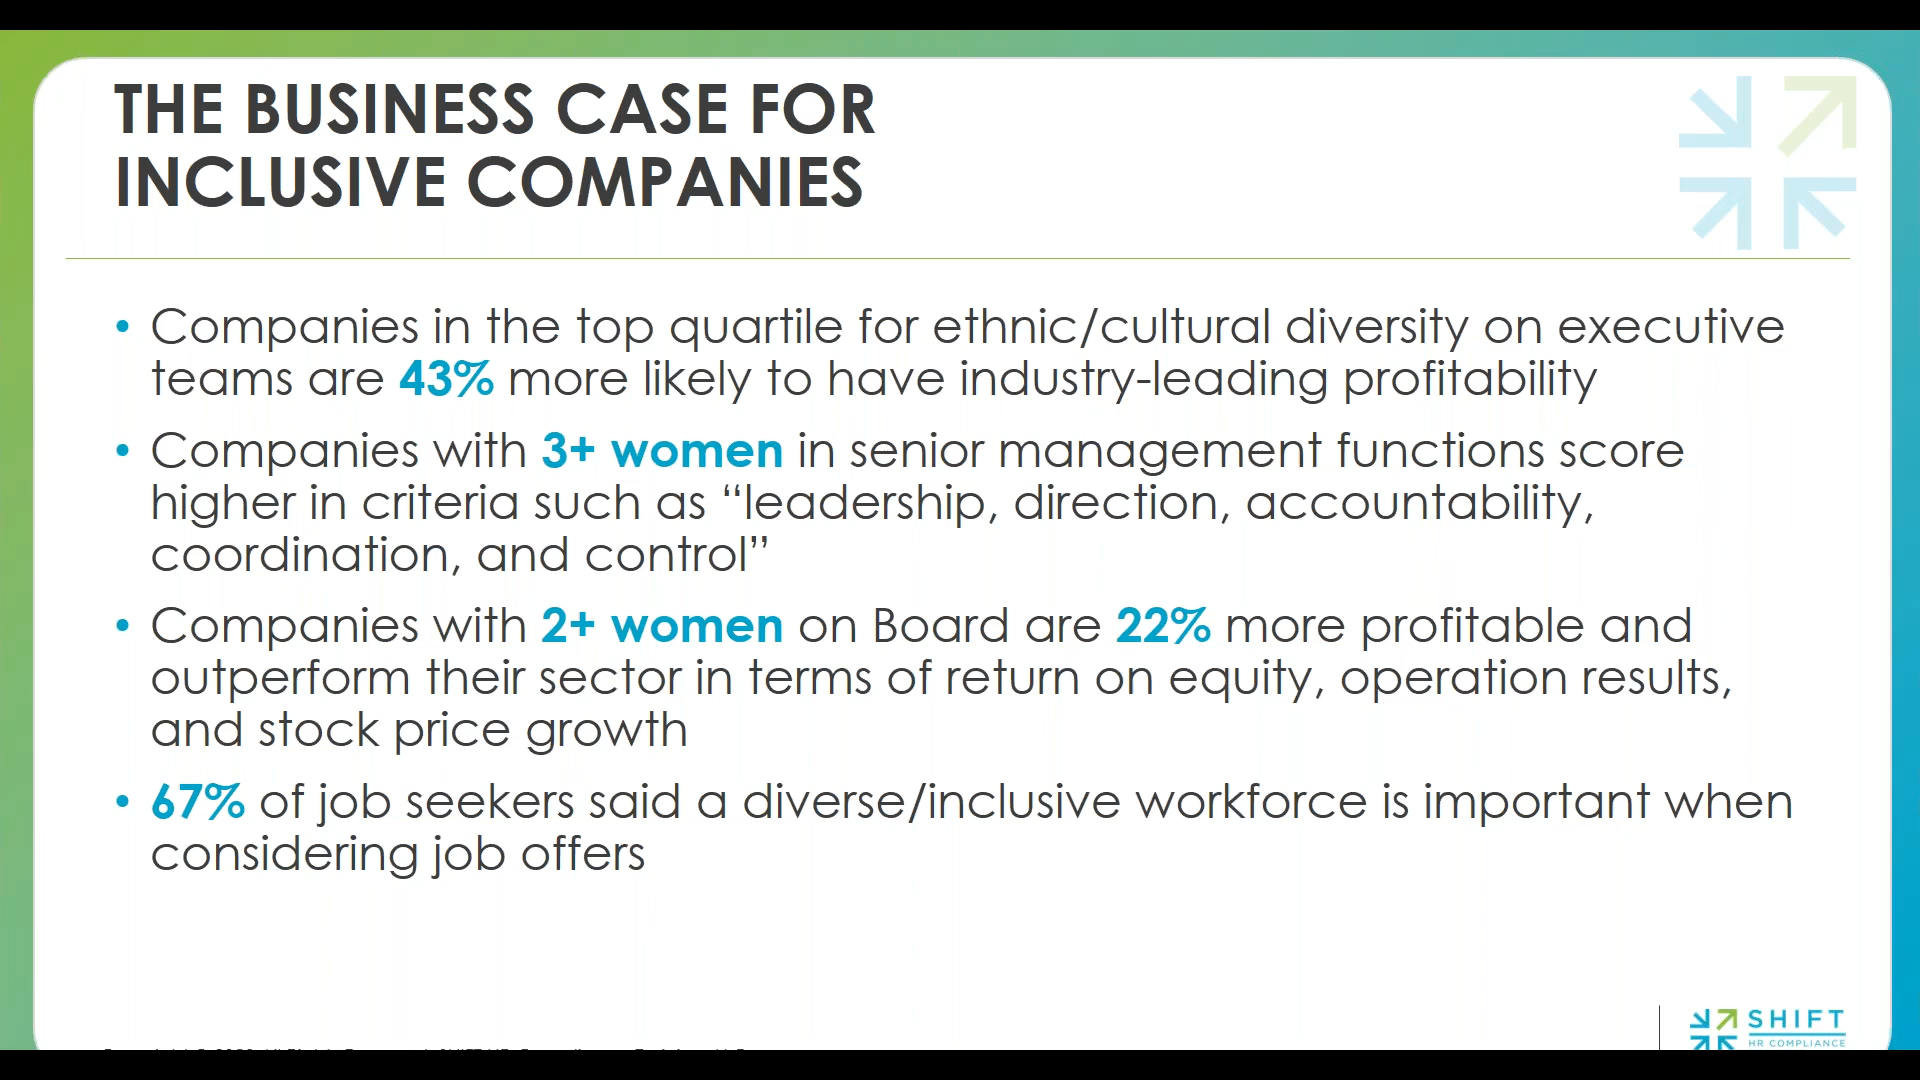 THE BUSINESS CASE FOR
INCLUSIVE COMPANIES
• Companies in the top quartile for ethnic/cultural diversity on executive
teams are 43% more likely to have industry-leading profitability
• Companies with 3+ women in senior management functions score
higher in criteria such as “leadership, direction, accountability,
coordination, and control”
• Companies with 2+ women on Board are 22% more profitable and
outperform their sector in terms of return on equity, operation results,
and stock price growth
• 67% of job seekers said a diverse/inclusive workforce is important when
considering job offers
SHIFT
HR COMPLIANCE